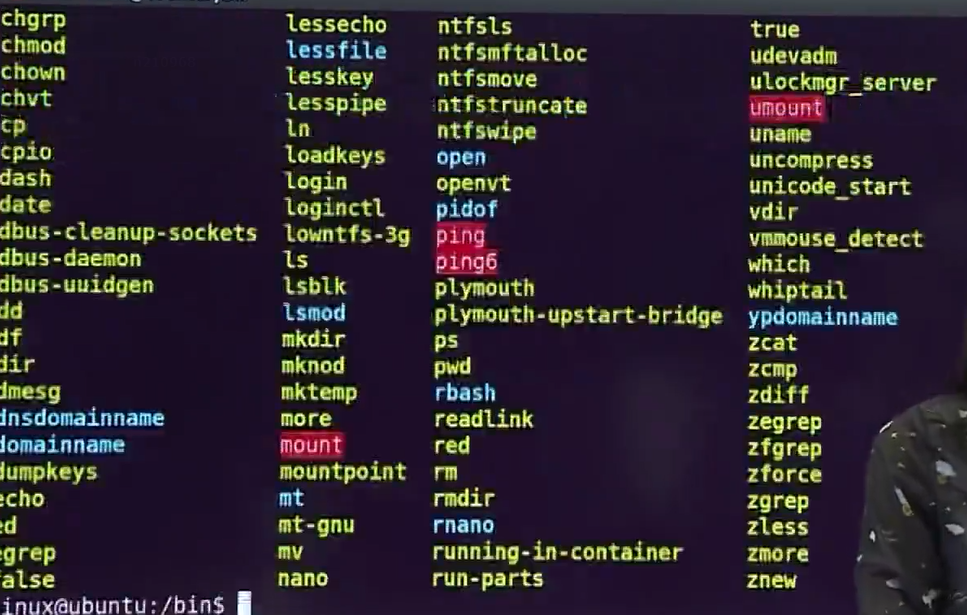 chgrp lessecho ntfsls true
chmod lessfile ntfsmftalloc udevadm
chown lesskey ntfsmove ulockmgr_server
chvt lesspipe ntfstruncate umount
cp ln ntfswipe uname
cpio loadkeys open uncompress
dash login openvt unicode_start
date loginctl pidof vdir
dbus-cleanup-sockets lowntfs-3g ping vmmouse_detect
dbus-daemon ls ping6 which
dbus-uuidgen lsblk plymouth whiptail
dd lsmod plymouth-upstart-bridge ypdomainname
df mkdir ps zcat
dir mknod pwd zcmp
dmesg mktemp rbash zdiff
dnsdomainname more readlink zegrep
domainname mount red zfgrep
dumpkeys mountpoint rm zforce
echo mt rmdir zgrep
ed mt-gnu rnano zless
egrep mv running-in-container zmore
false nano run-parts znew
inux@ubuntu:/bin$